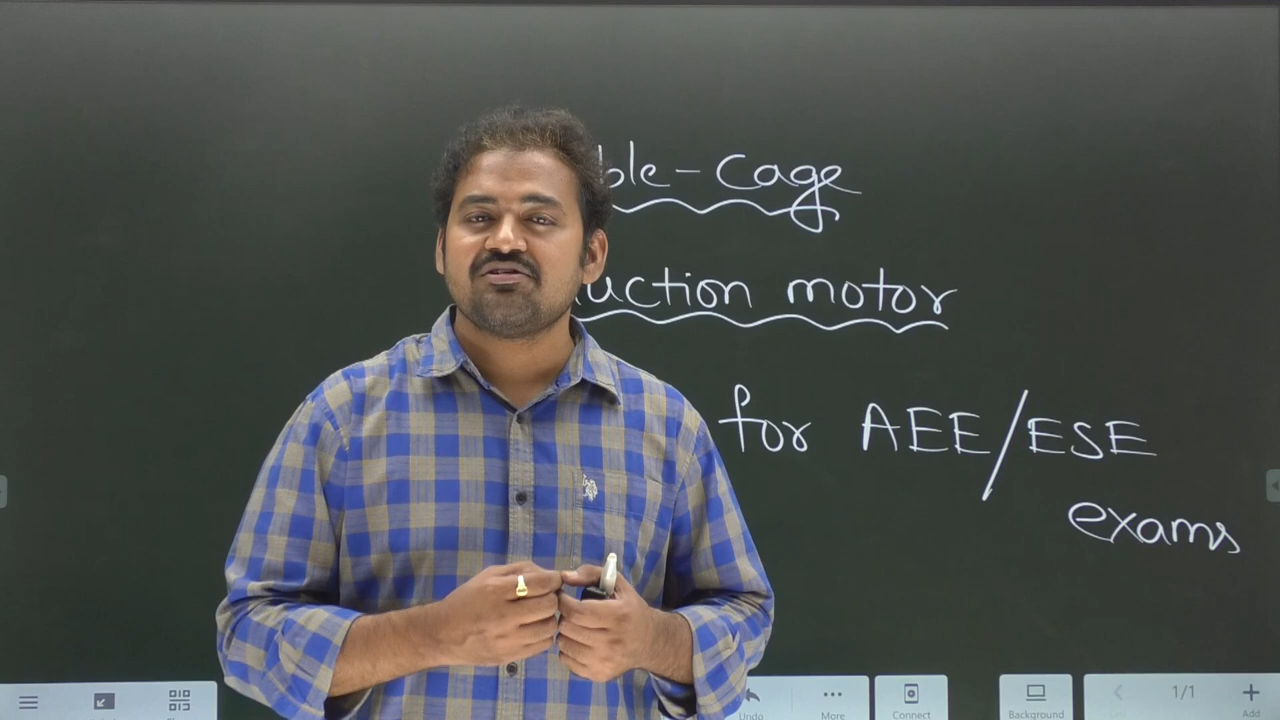 ble-Cage
uction motor
for AEE/ESE
exams
Undo
More
Connect
Background
1/1
Add